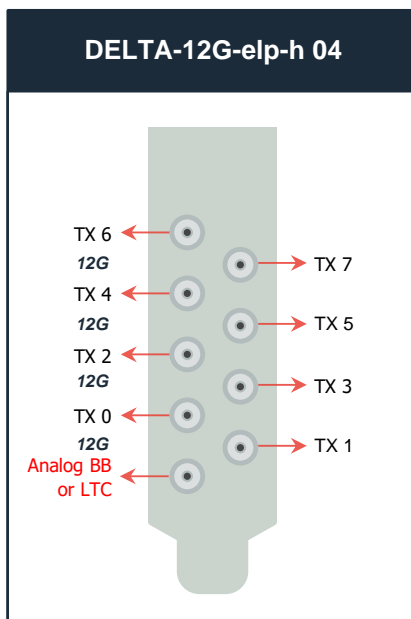 DELTA-12G-elp-h 04
TX 6
12G
TX 7
TX 4
12G
TX 5
TX 2
12G
TX 3
TX 0
12G
TX 1
Analog BB
or LTC